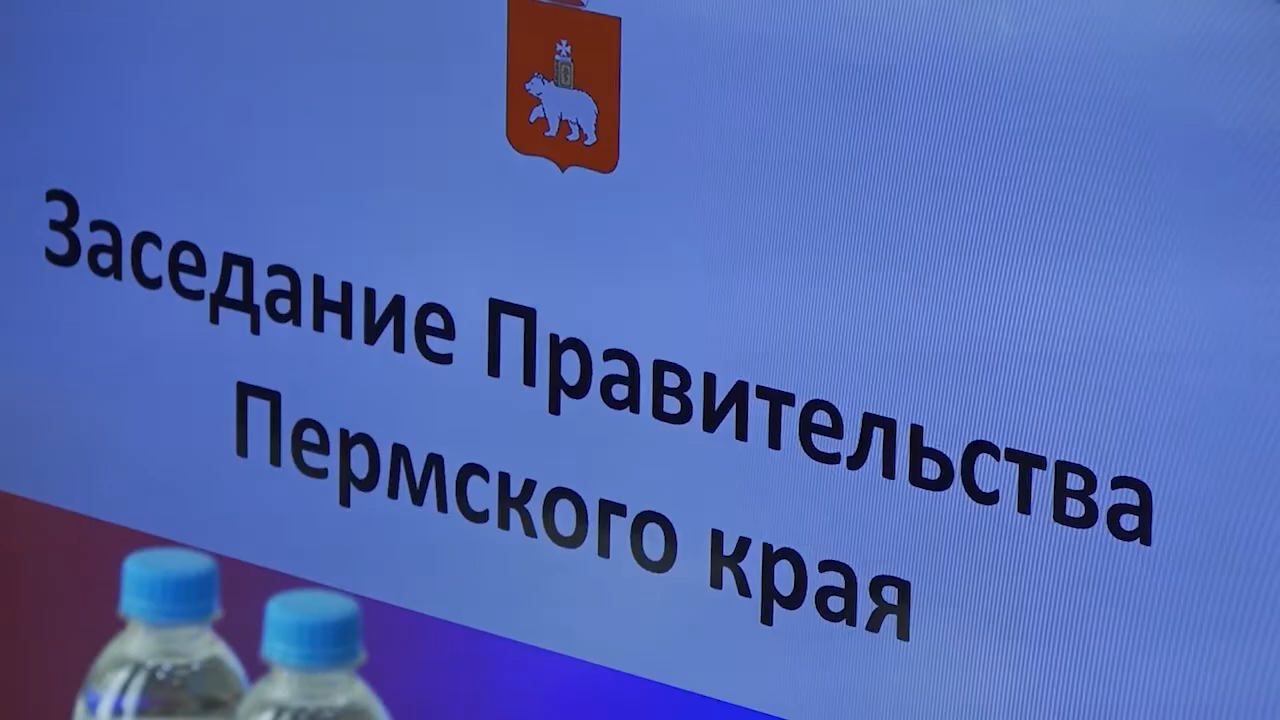 Заседание Правительства
Пермского края